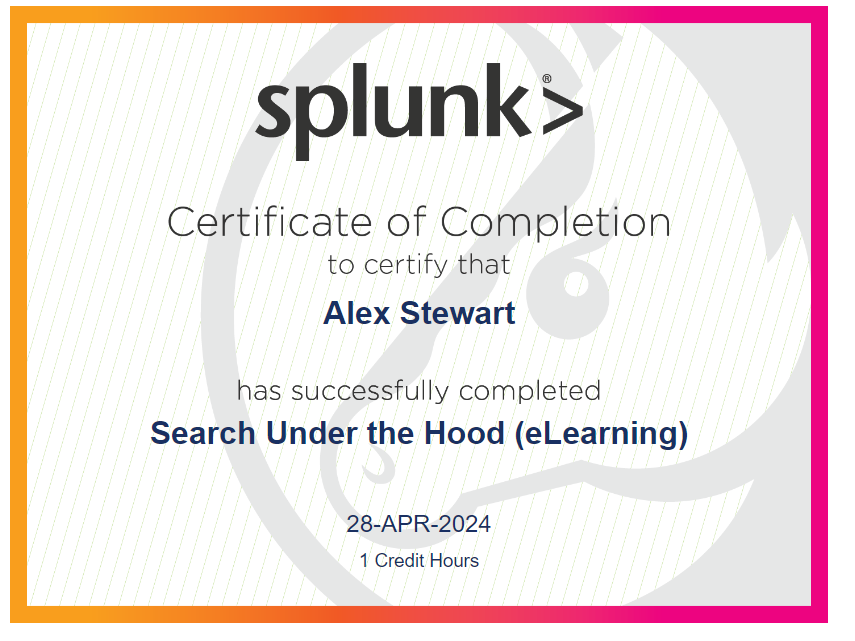 splunk>®
Certificate of Completion
to certify that
Alex Stewart
has successfully completed
Search Under the Hood (eLearning)
28-APR-2024
1 Credit Hours